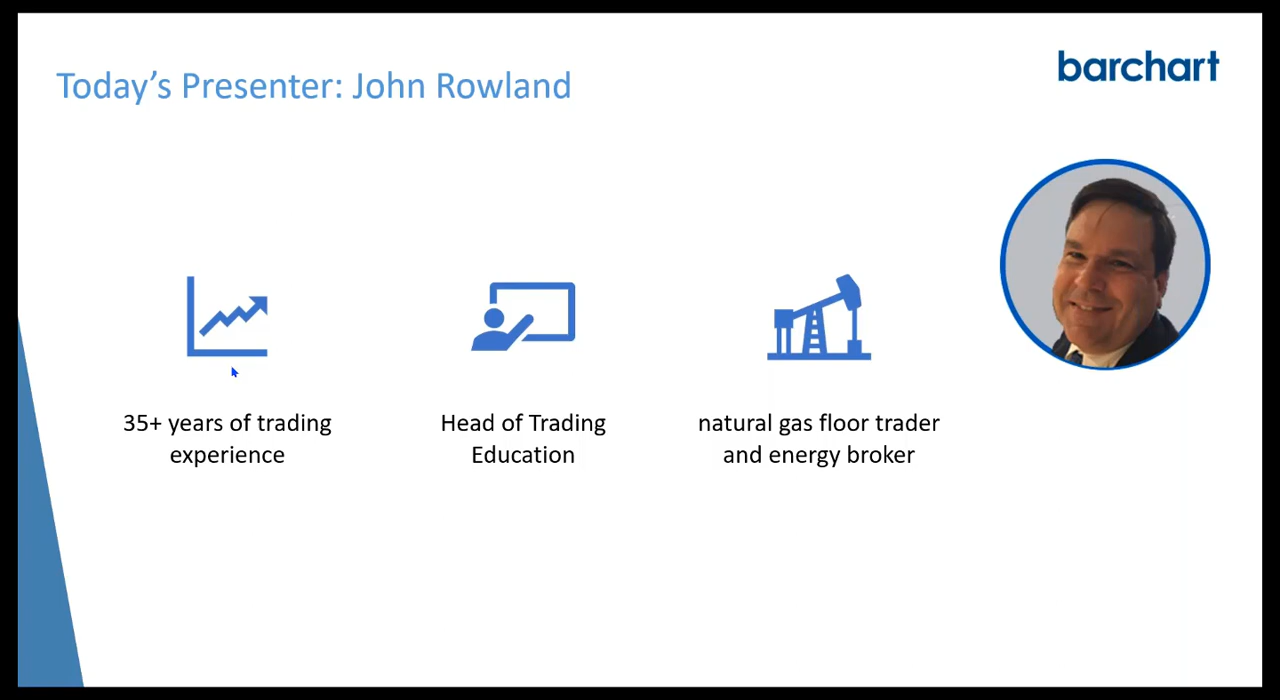 Today’s Presenter: John Rowland
barchart
35+ years of trading
experience
Head of Trading
Education
natural gas floor trader
and energy broker